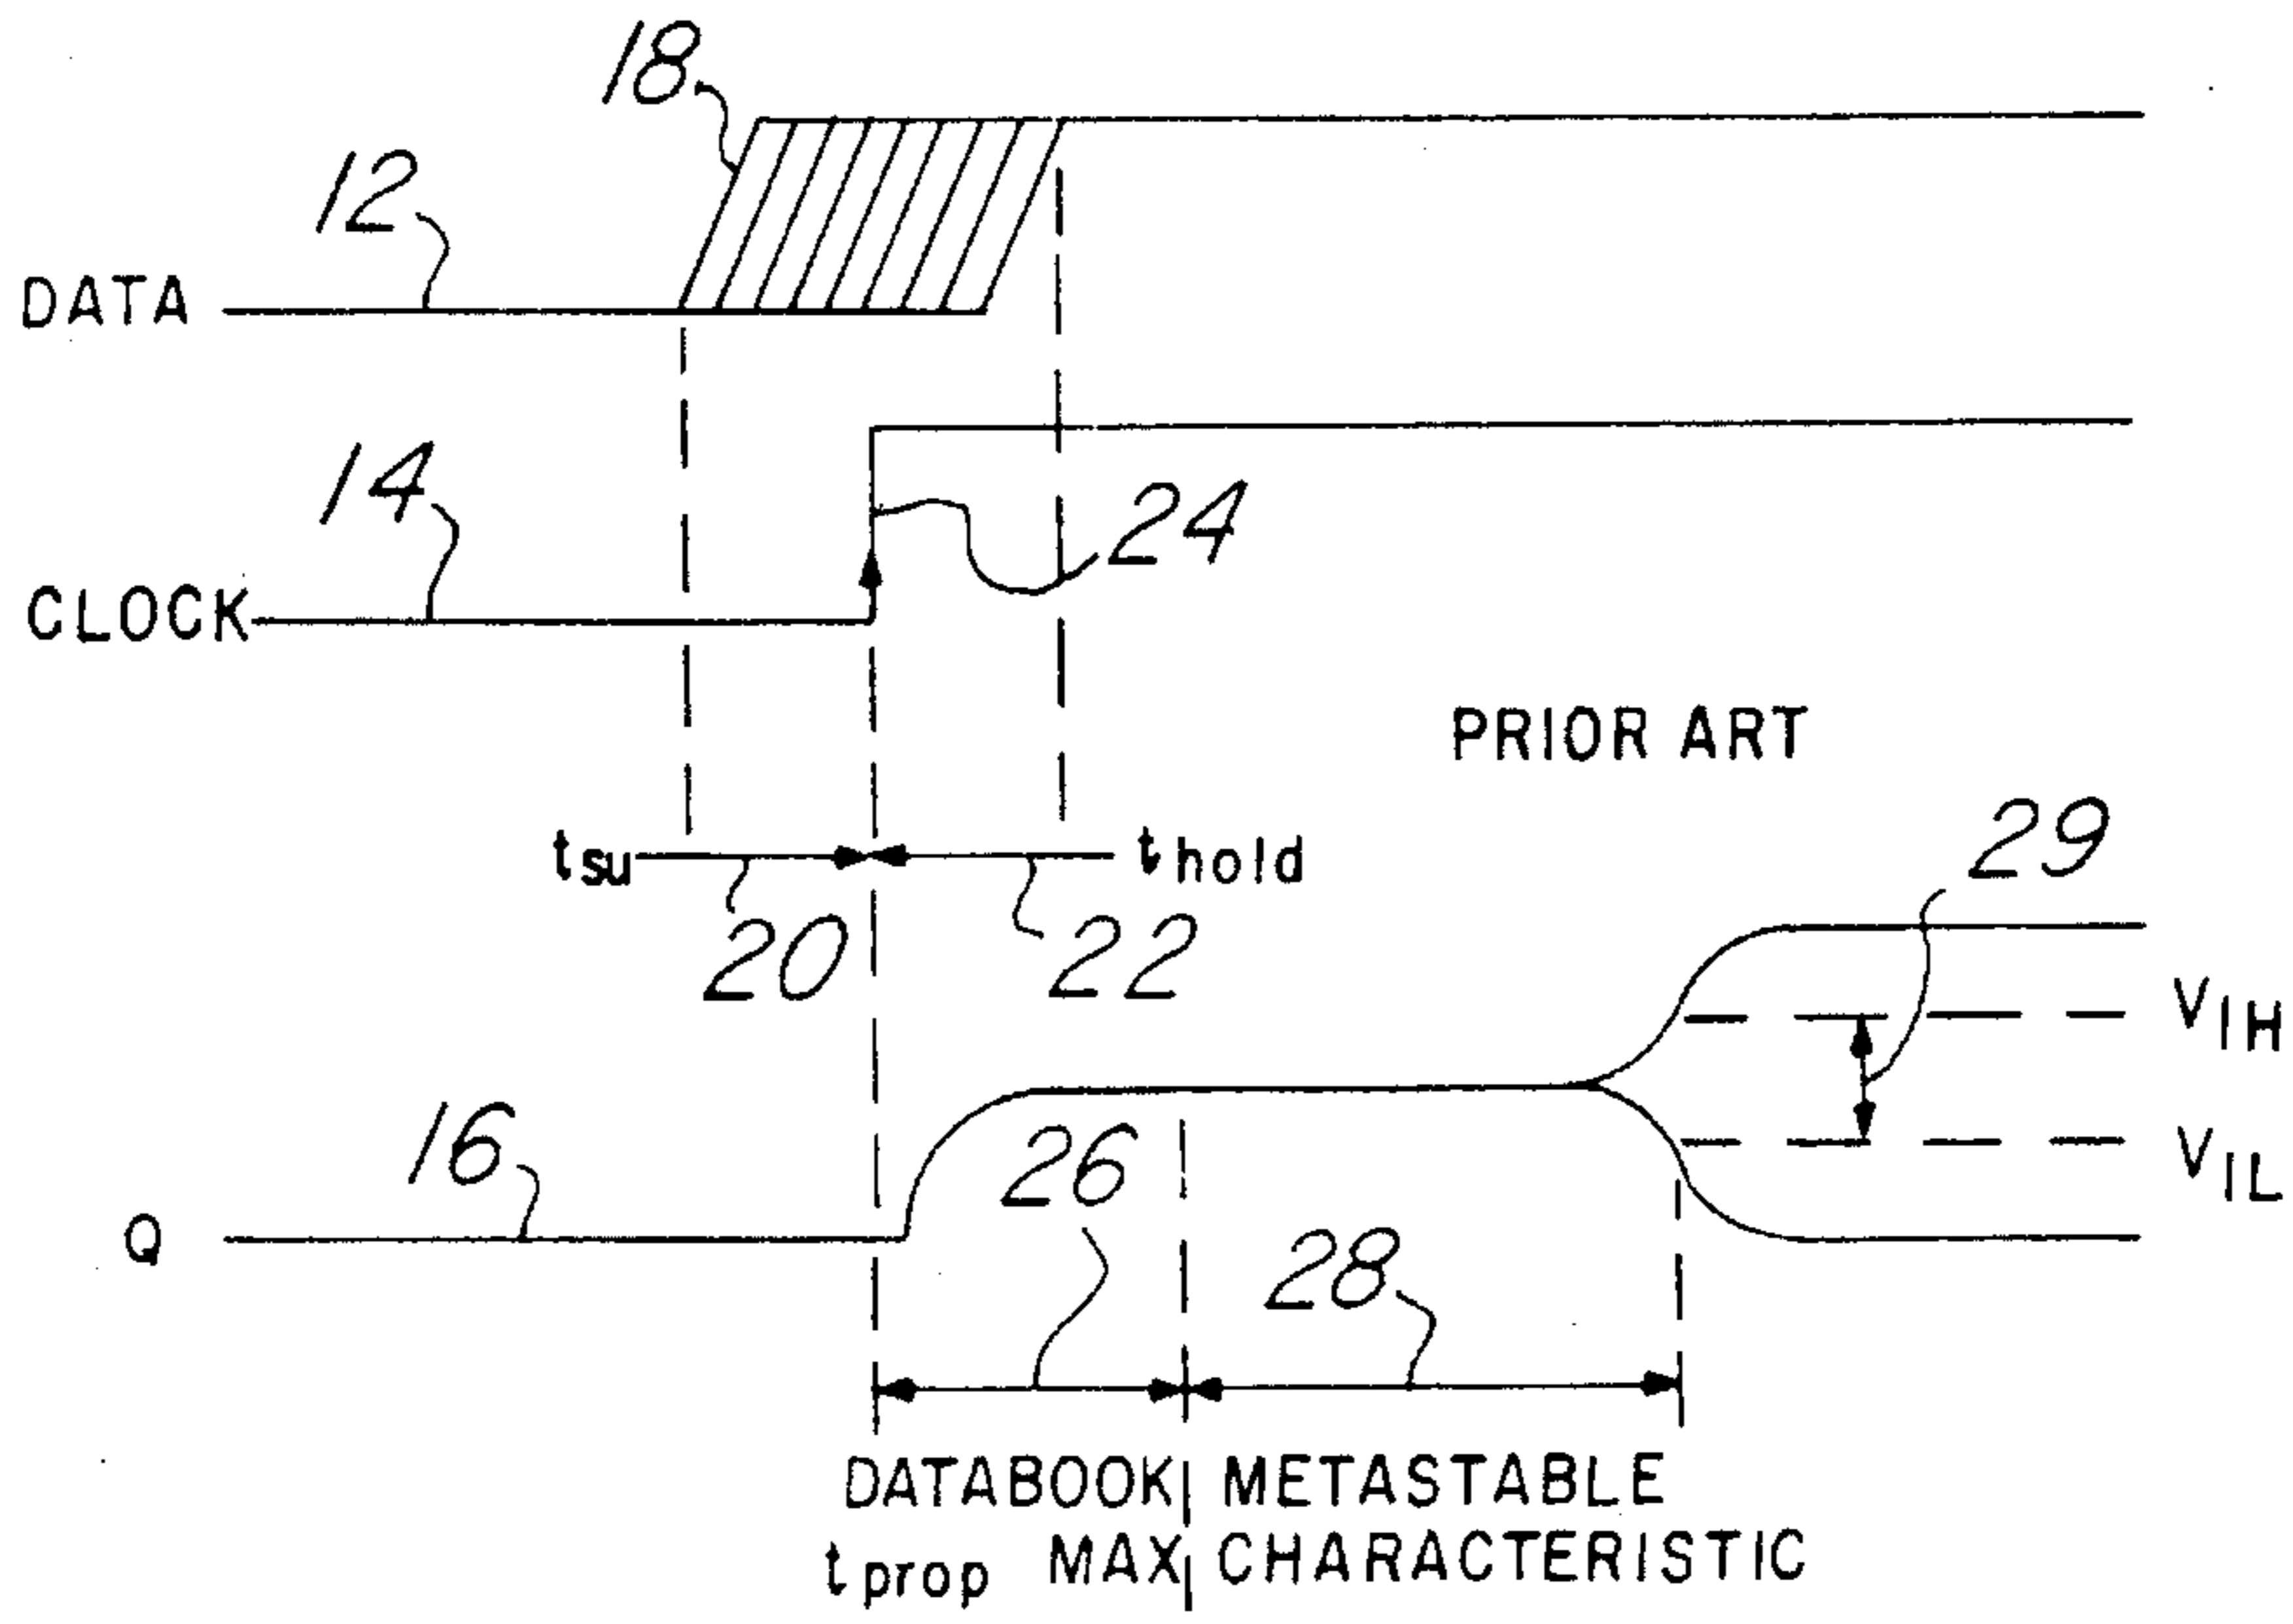 18
12
DATA
14
24
CLOCK
PRIOR ART
tsu
thold
29
20
22
VIH
16
26
VIL
Q
28
DATABOOK METASTABLE
tprop MAX CHARACTERISTIC